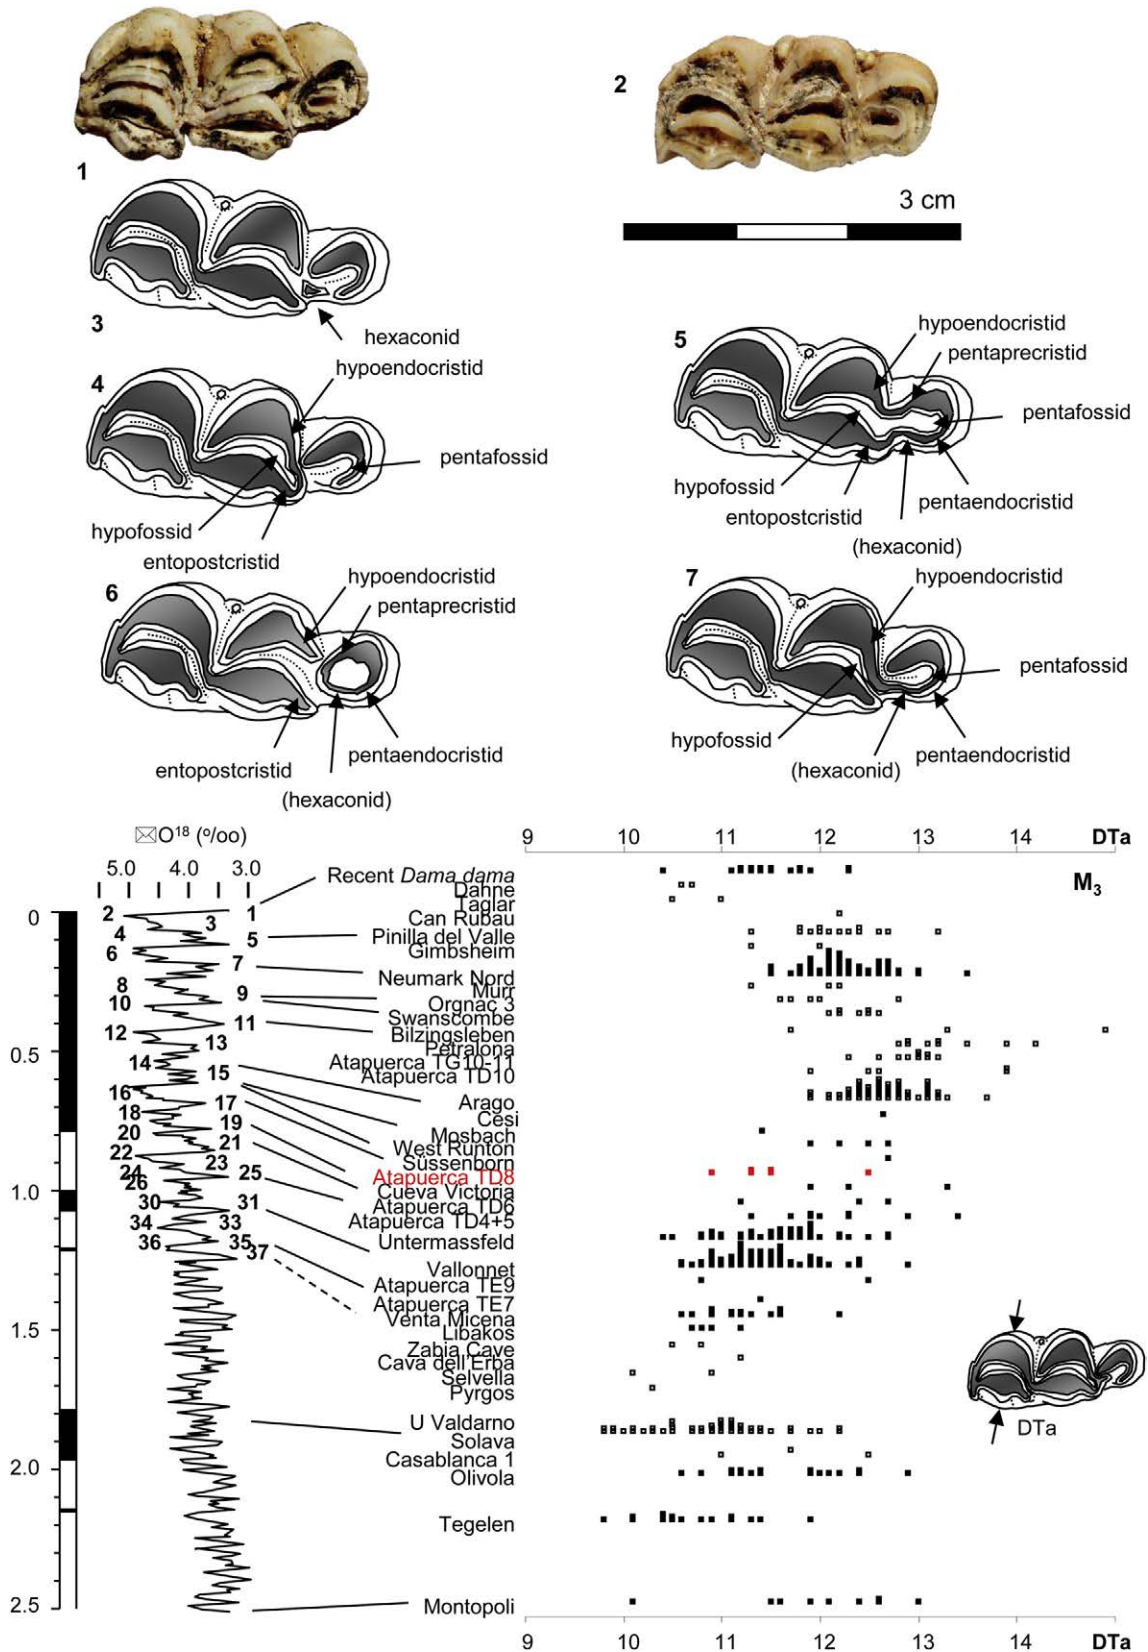 1
2
3 cm
3
hexaconid
4
hypoendocristid
pentafossid
hypofossid
entopostcristid
5
hypoendocristid
pentaprecristid
pentafossid
hypofossid
pentaendocristid
entopostcristid
(hexaconid)
6
hypoendocristid
pentaprecristid
pentaendocristid
entopostcristid
(hexaconid)
7
hypoendocristid
pentafossid
hypofossid
pentaendocristid
(hexaconid)
O18 (º/oo)
5.0 4.0 3.0
9 10 11 12 13 14 DTa
M3
0
0.5
1.0
1.5
2.0
2.5
2 1
3
4 5
6
7
8
9
10
11
12
13
14
15
16
17
18
19
20
21
22
23
24 25
26
30 31
34 33
36 35
37
Recent Dama dama
Dahne
Taglar
Can Rubau
Pinilla del Valle
Gimbsheim
Neumark Nord
Murr
Orgnac 3
Swanscombe
Bilzingsleben
Petralona
Atapuerca TG10-11
Atapuerca TD10
Arago
Cesi
Mosbach
West Runton
Süssenborn
Atapuerca TD8
Cueva Victoria
Atapuerca TD6
Atapuerca TD4+5
Untermassfeld
Vallonnet
Atapuerca TE9
Atapuerca TE7
Venta Micena
Libakos
Zabia Cave
Cava dell'Erba
Selvella
Pyrgos
U Valdarno
Solava
Casablanca 1
Olivola
Tegelen
Montopoli
DTa
9 10 11 12 13 14 DTa